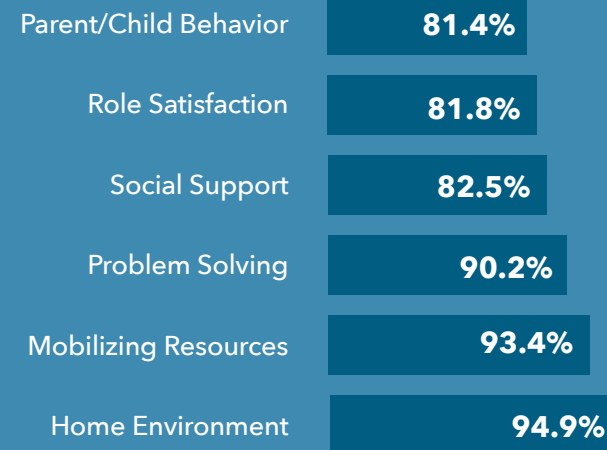 Parent/Child Behavior 81.4%
Role Satisfaction 81.8%
Social Support 82.5%
Problem Solving 90.2%
Mobilizing Resources 93.4%
Home Environment 94.9%